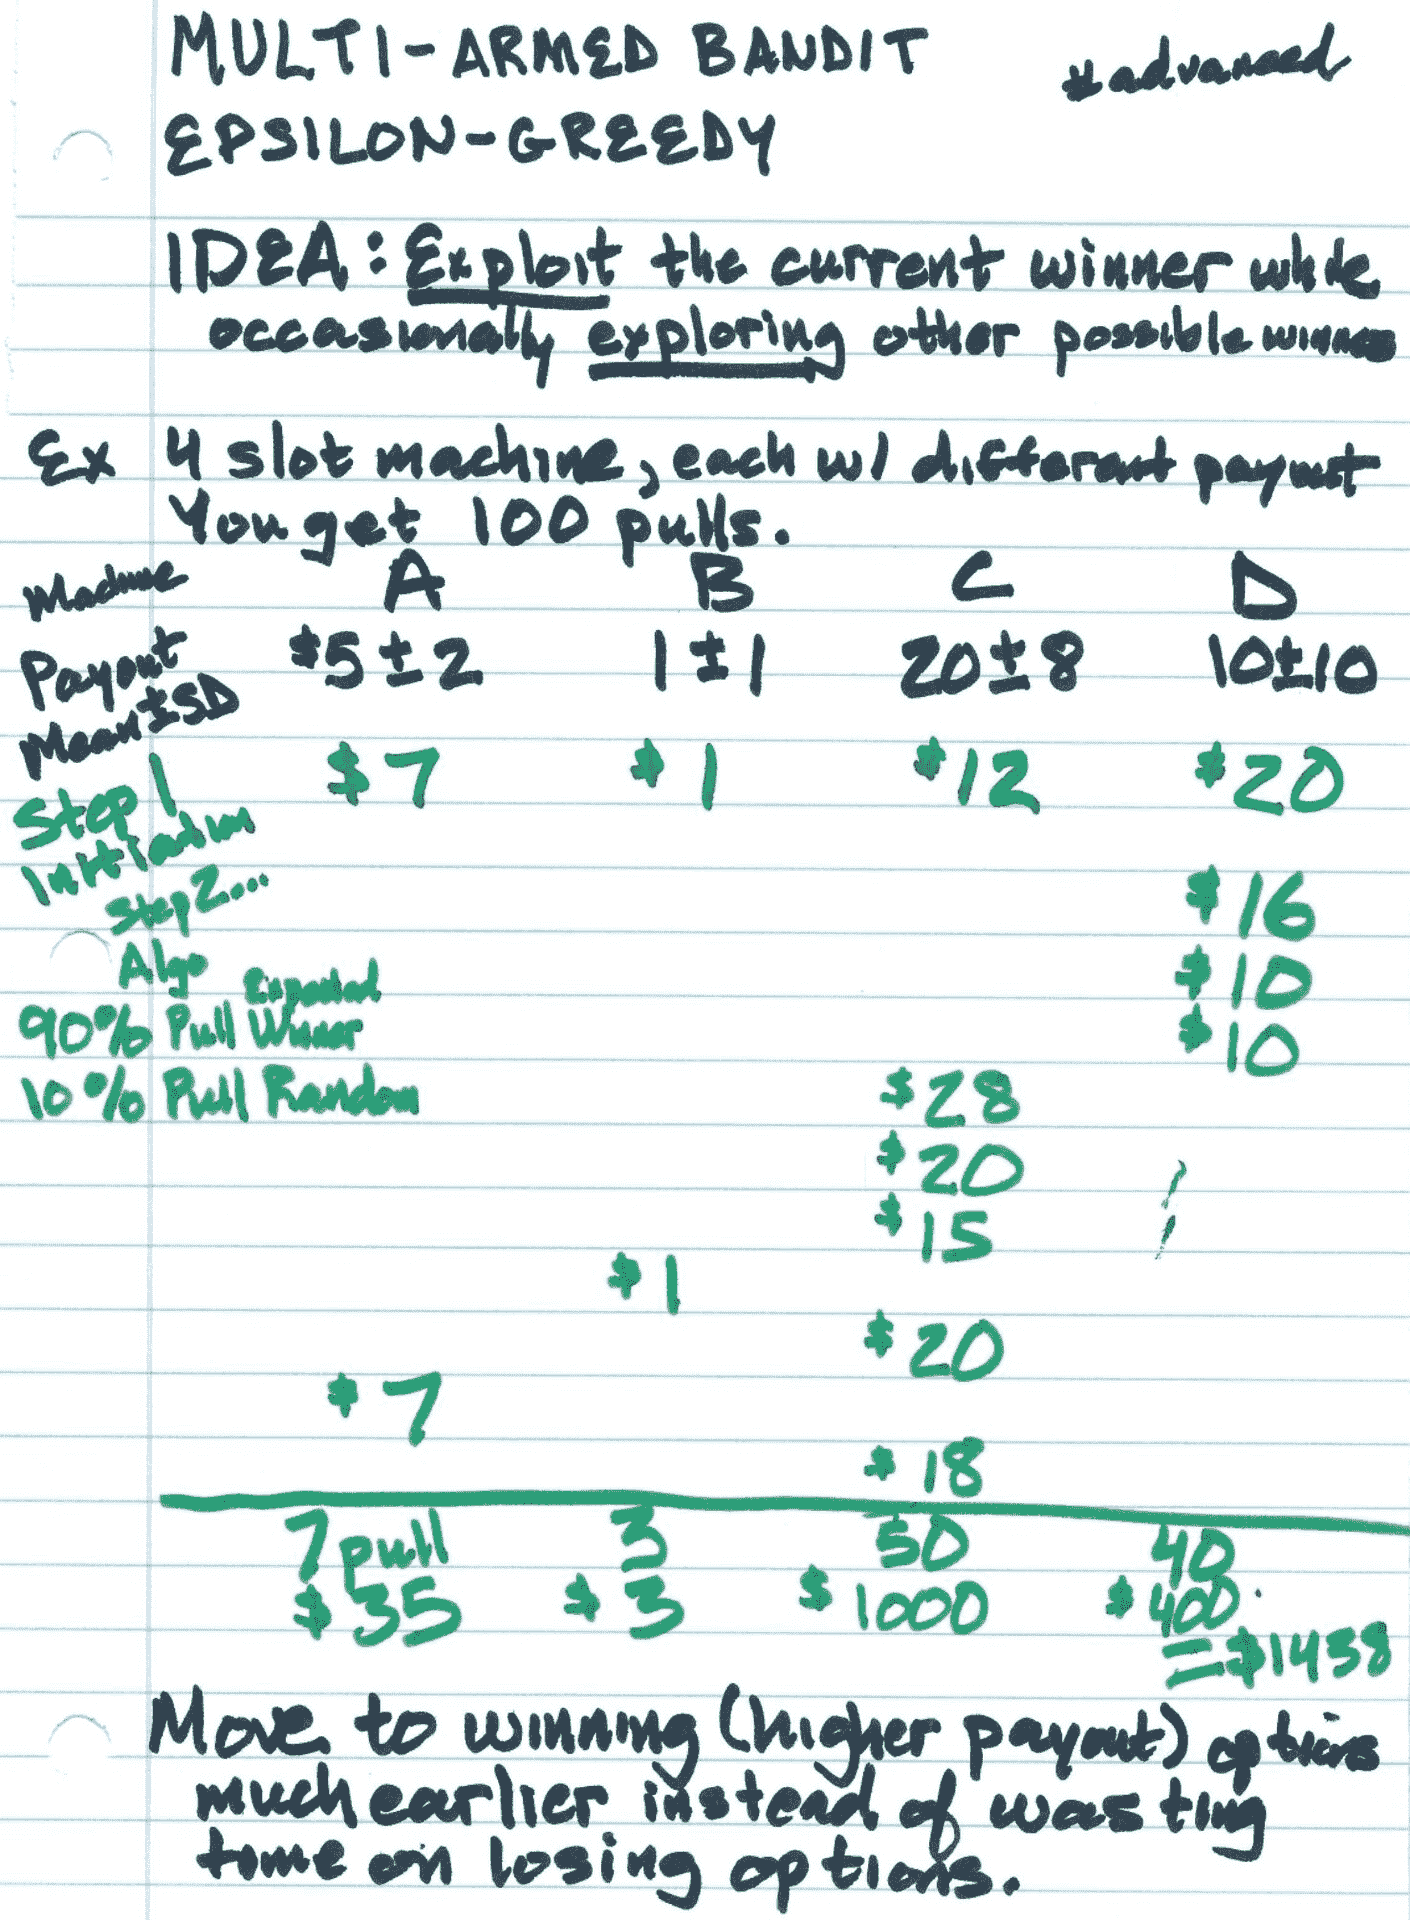 MULTI-ARMED BANDIT #advanced
EPSILON-GREEDY
IDEA: Exploit the current winner while
occasionally exploring other possible winners
Ex 4 slot machine, each w/ different payout
You get 100 pulls.
Machine A B C D
Payout $5±2 1±1 20±8 10±10
Mean±SD
Step 1 $7 $1 $12 $20
Initiation
Step 2... $16
Algo $10
Expected
90% Pull Winner $10
10% Pull Random $28
$20
$15
$1
$20
$7
$18
7 pull 3 50 40
$35 $3 $1000 $400
=$1438
Move to winning (higher payout) options
much earlier instead of wasting
time on losing options.